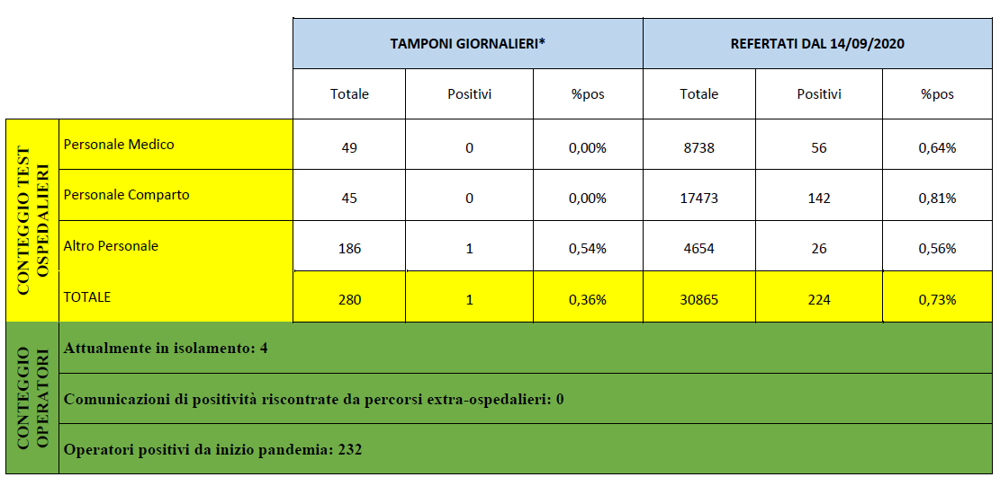 TAMPONI GIORNALIERI* REFERTATI DAL 14/09/2020
Totale Positivi %pos Totale Positivi %pos
CONTEGGIO TEST
OSPEDALIERI
Personale Medico 49 0 0,00% 8738 56 0,64%
Personale Comparto 45 0 0,00% 17473 142 0,81%
Altro Personale 186 1 0,54% 4654 26 0,56%
TOTALE 280 1 0,36% 30865 224 0,73%
CONTEGGIO
OPERATORI
Attualmente in isolamento: 4
Comunicazioni di positività riscontrate da percorsi extra-ospedalieri: 0
Operatori positivi da inizio pandemia: 232